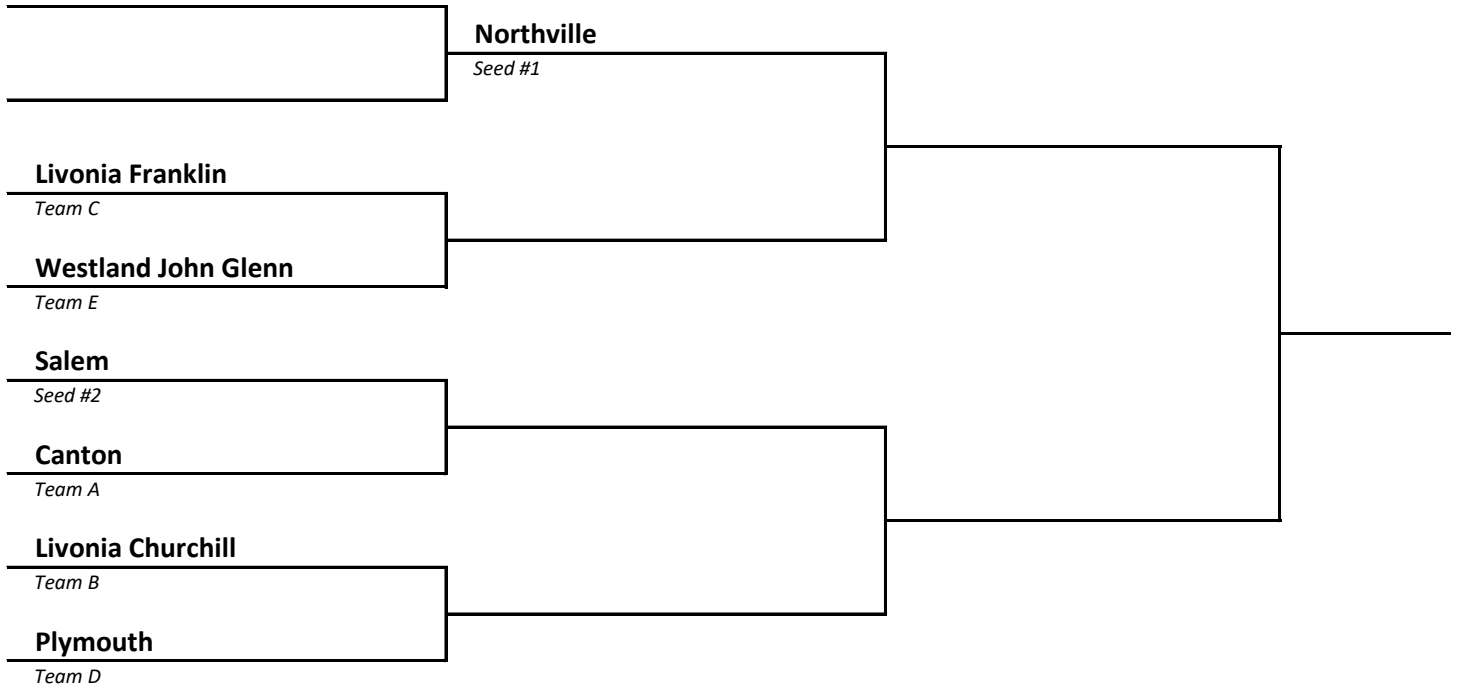 Northville
Seed #1
Livonia Franklin
Team C
Westland John Glenn
Team E
Salem
Seed #2
Canton
Team A
Livonia Churchill
Team B
Plymouth
Team D